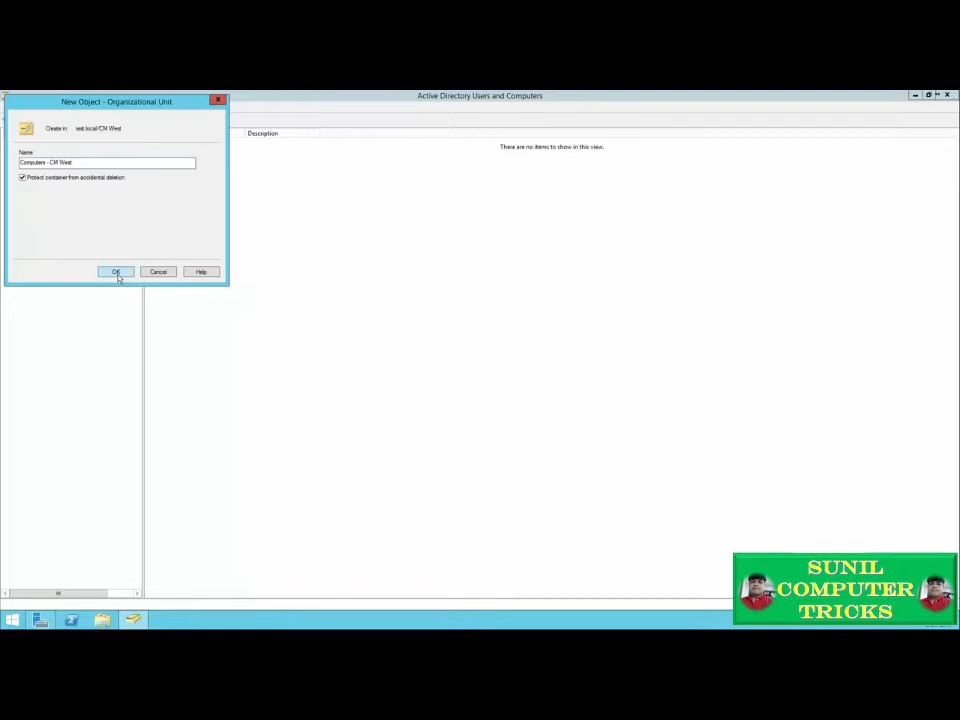 New Object - Organizational Unit
x
Active Directory Users and Computers
Create in: test.local/CM West
Description
There are no items to show in this view.
Name:
Computers - CM West
Protect container from accidental deletion
OK
Cancel
Help
SUNIL
COMPUTER
TRICKS